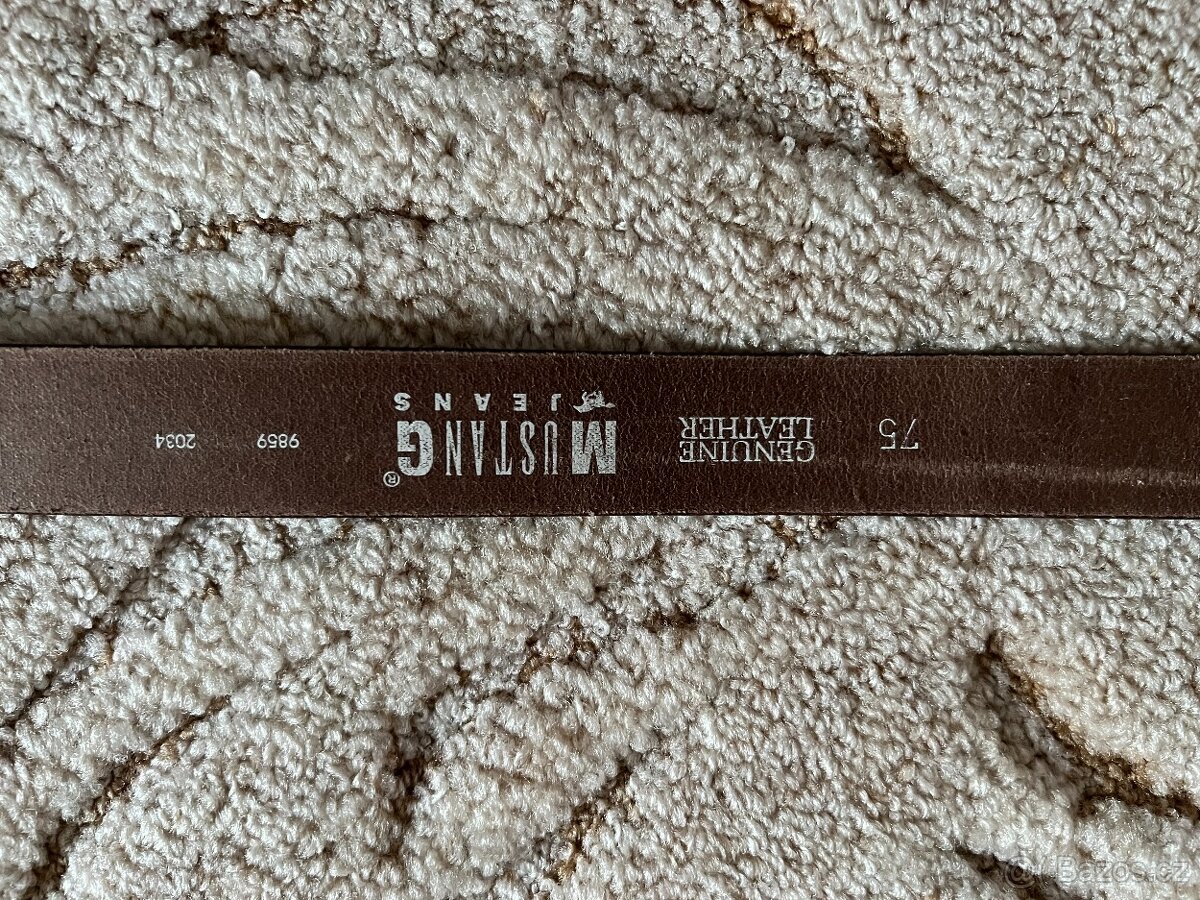 75
GENUINE
LEATHER
MUSTANG®
JEANS
9859
2034
Bazos.cz